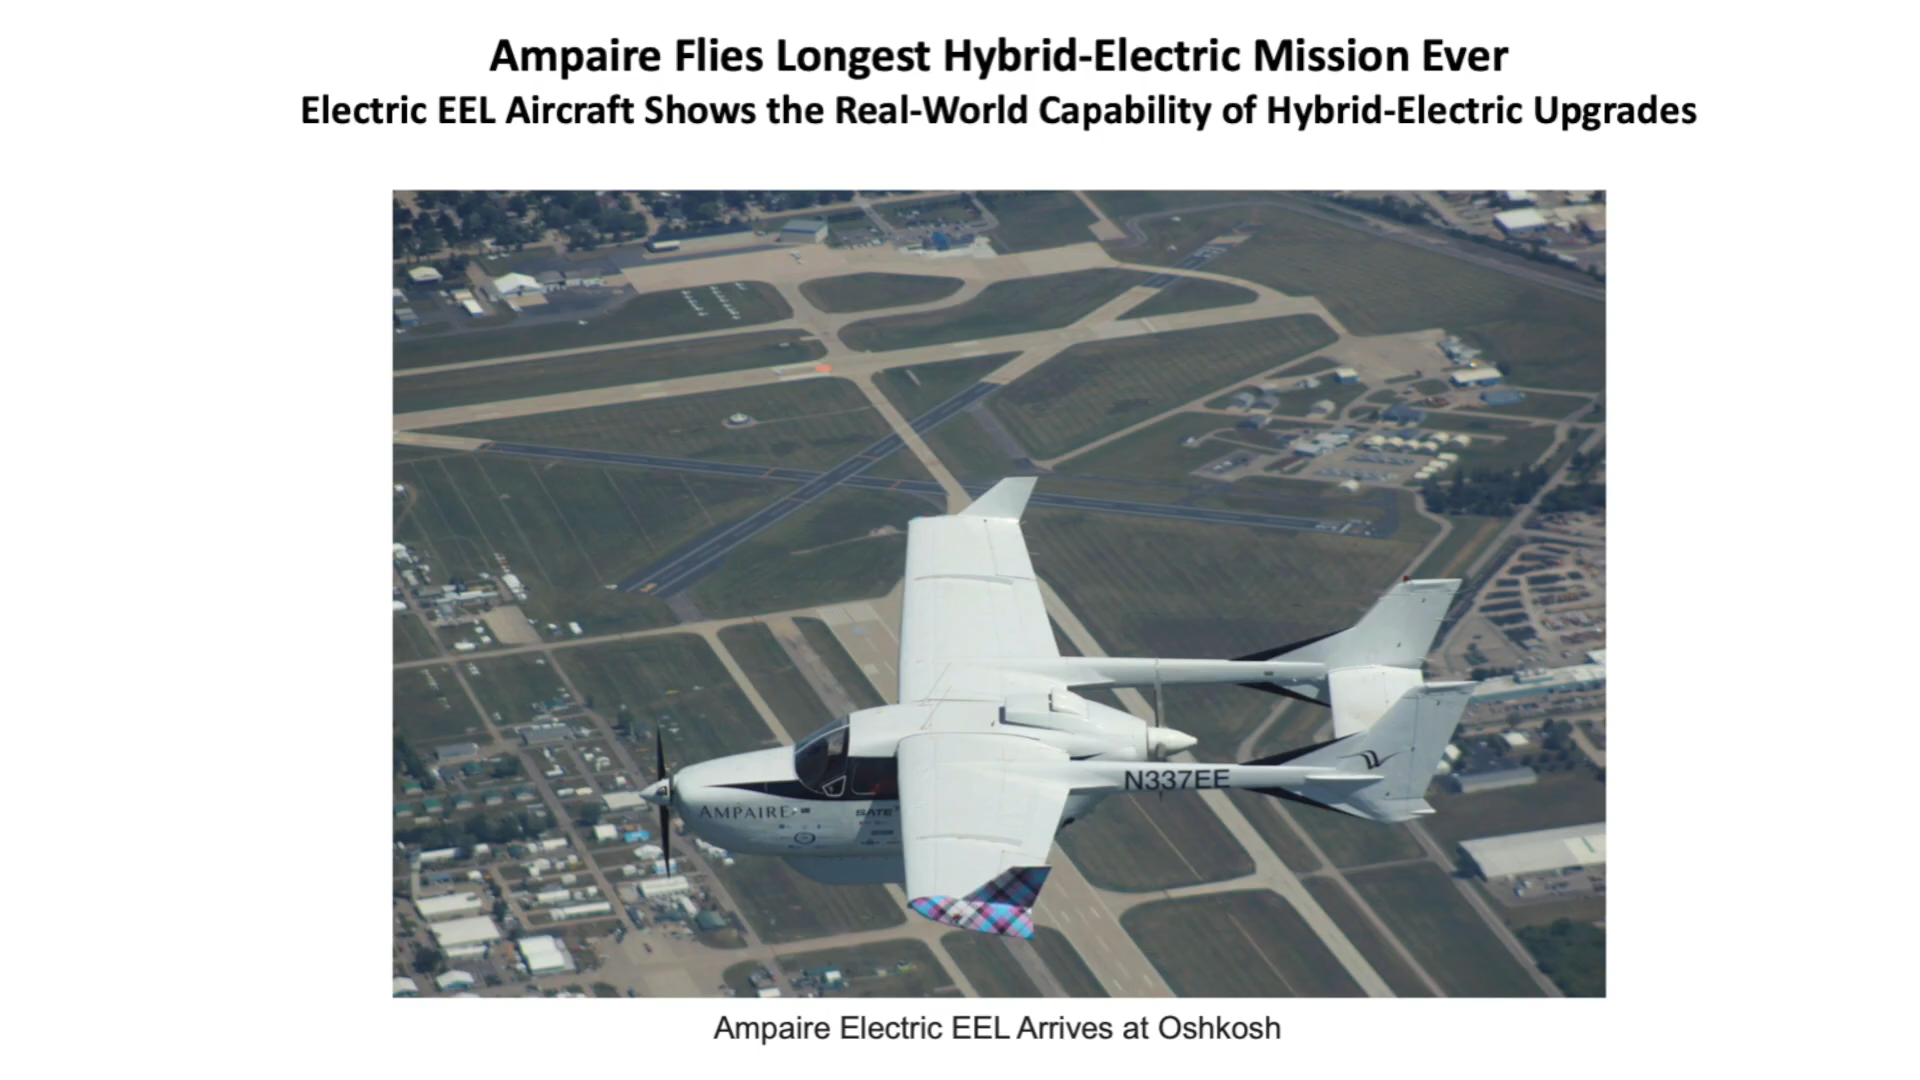 Ampaire Flies Longest Hybrid-Electric Mission Ever
Electric EEL Aircraft Shows the Real-World Capability of Hybrid-Electric Upgrades
AMPAIRE
N337EE
Ampaire Electric EEL Arrives at Oshkosh